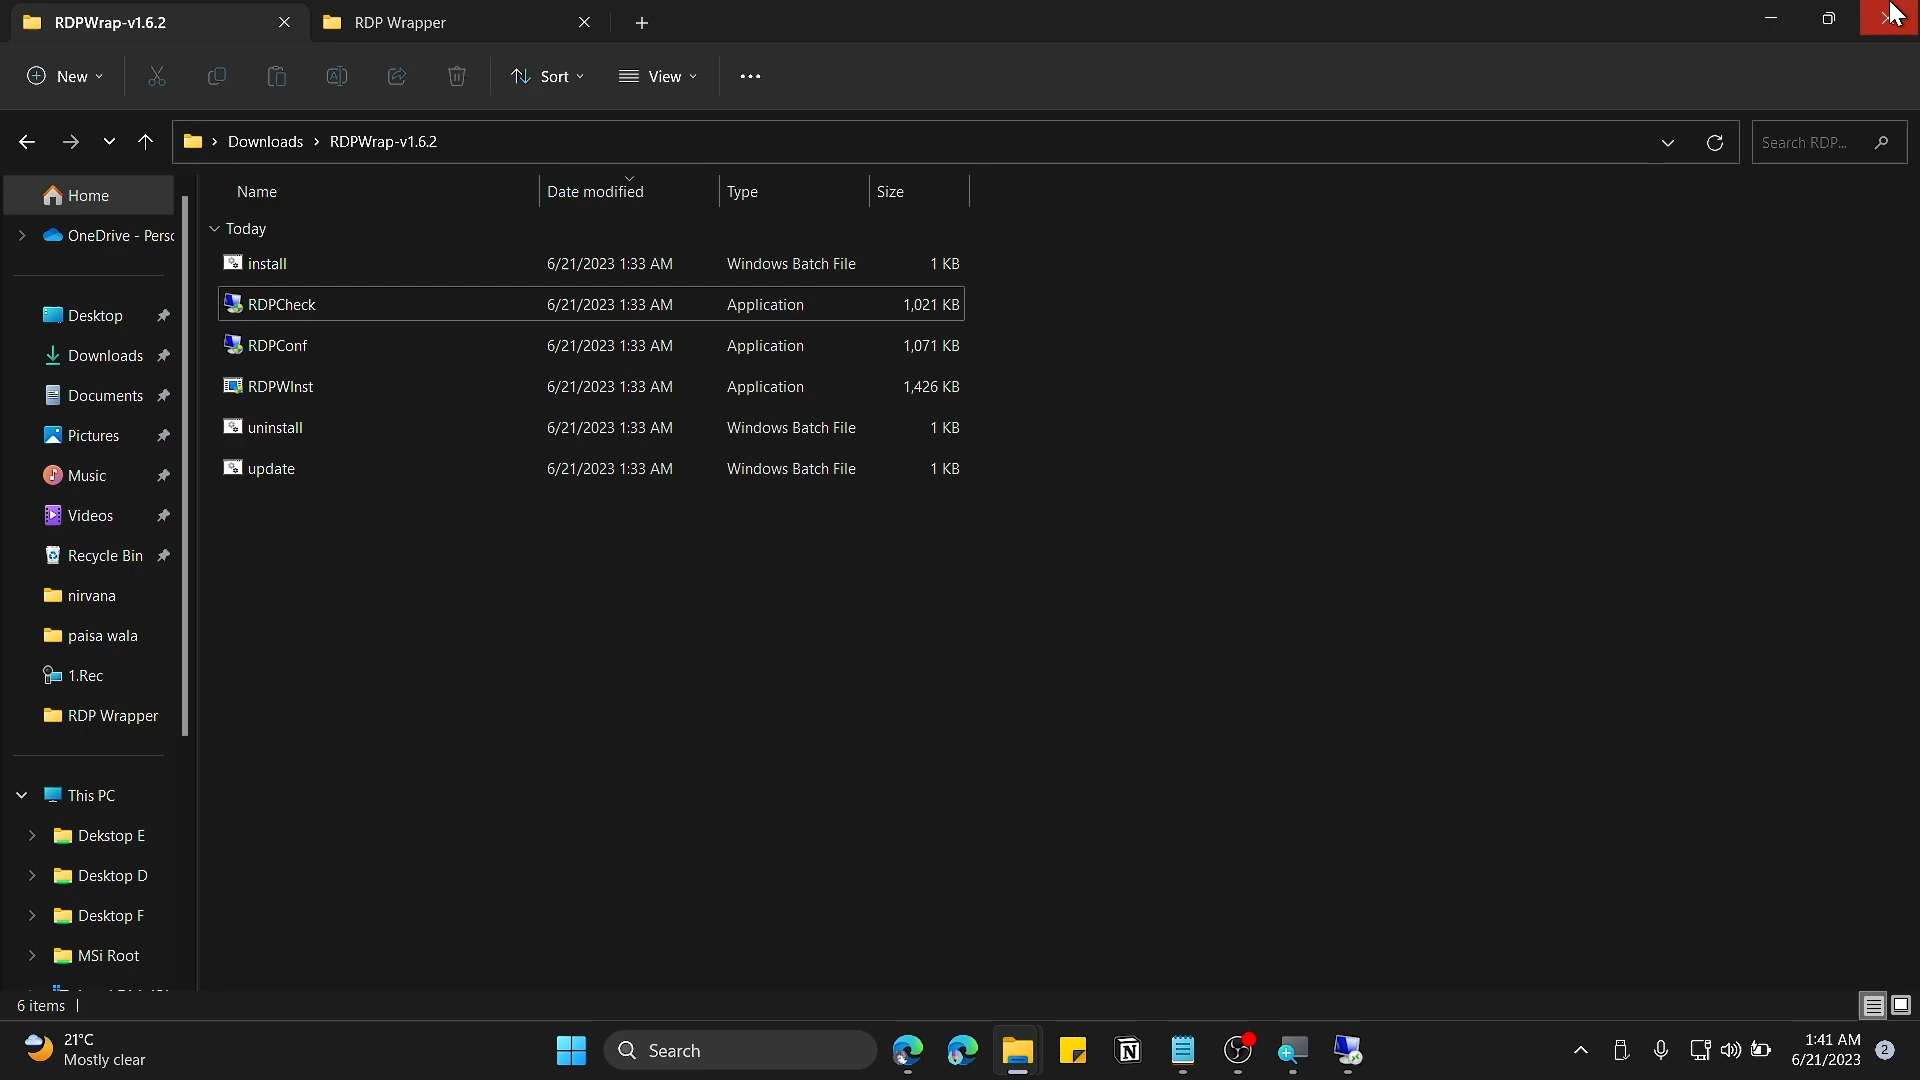 RDPWrap-v1.6.2
RDP Wrapper
New
Sort
View
Downloads > RDPWrap-v1.6.2
Search RDP...
Home
OneDrive - Perso
Desktop
Downloads
Documents
Pictures
Music
Videos
Recycle Bin
nirvana
paisa wala
1.Rec
RDP Wrapper
This PC
Dekstop E
Desktop D
Desktop F
MSi Root
Name Date modified Type Size
Today
install 6/21/2023 1:33 AM Windows Batch File 1 KB
RDPCheck 6/21/2023 1:33 AM Application 1,021 KB
RDPConf 6/21/2023 1:33 AM Application 1,071 KB
RDPWInst 6/21/2023 1:33 AM Application 1,426 KB
uninstall 6/21/2023 1:33 AM Windows Batch File 1 KB
update 6/21/2023 1:33 AM Windows Batch File 1 KB
6 items
21°C
Mostly clear
Search
1:41 AM
6/21/2023
2